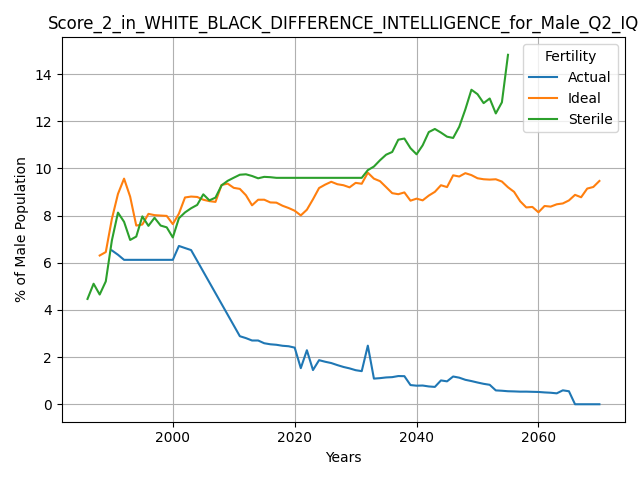 Score_2_in_WHITE_BLACK_DIFFERENCE_INTELLIGENCE_for_Male_Q2_IQ
% of Male Population
14
12
10
8
6
4
2
0
Fertility
Actual
Ideal
Sterile
2000
2020
2040
2060
Years